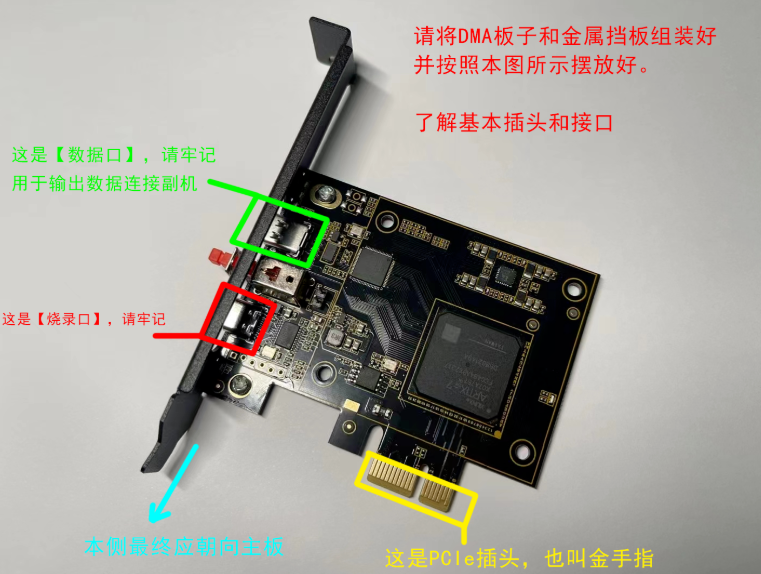 请将DMA板子和金属挡板组装好
并按照本图所示摆放好。
了解基本插头和接口
这是【数据口】，请牢记
用于输出数据连接副机
这是【烧录口】，请牢记
ARTIX
本侧最终应朝向主板
这是PCIe插头，也叫金手指